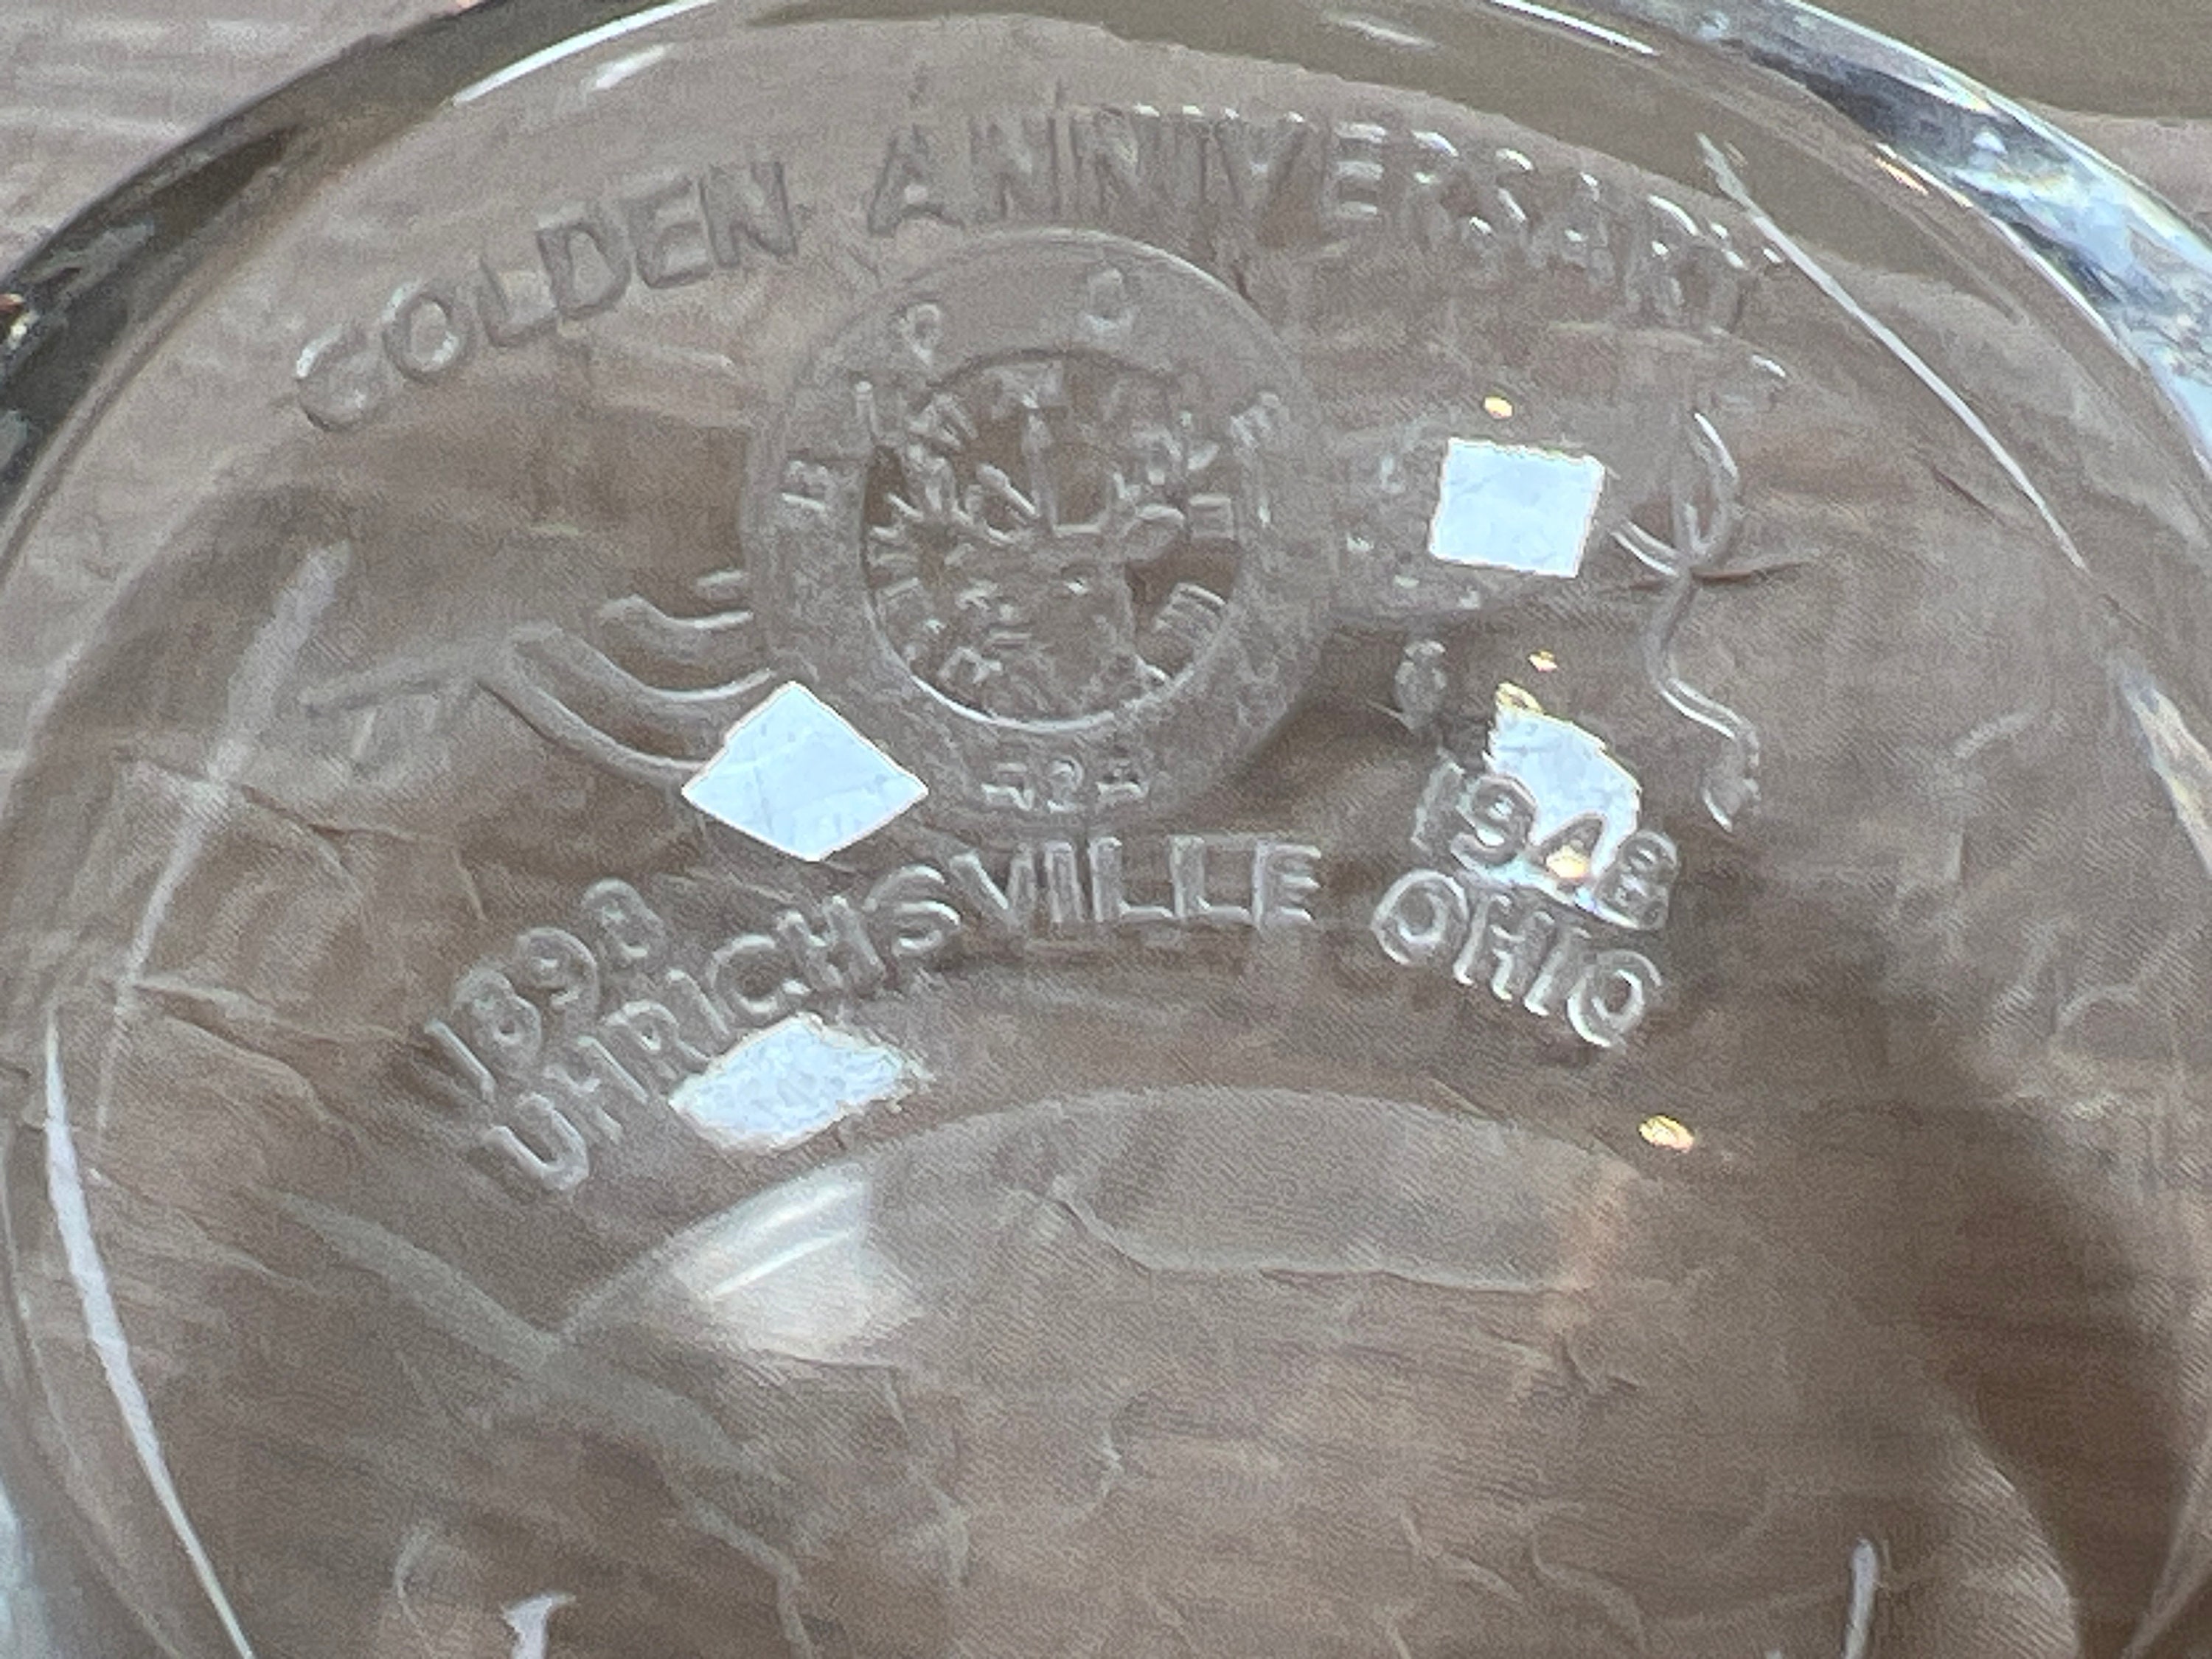 GOLDEN ANNIVERSARY
B P O E
1898 1948
UHRICHSVILLE OHIO